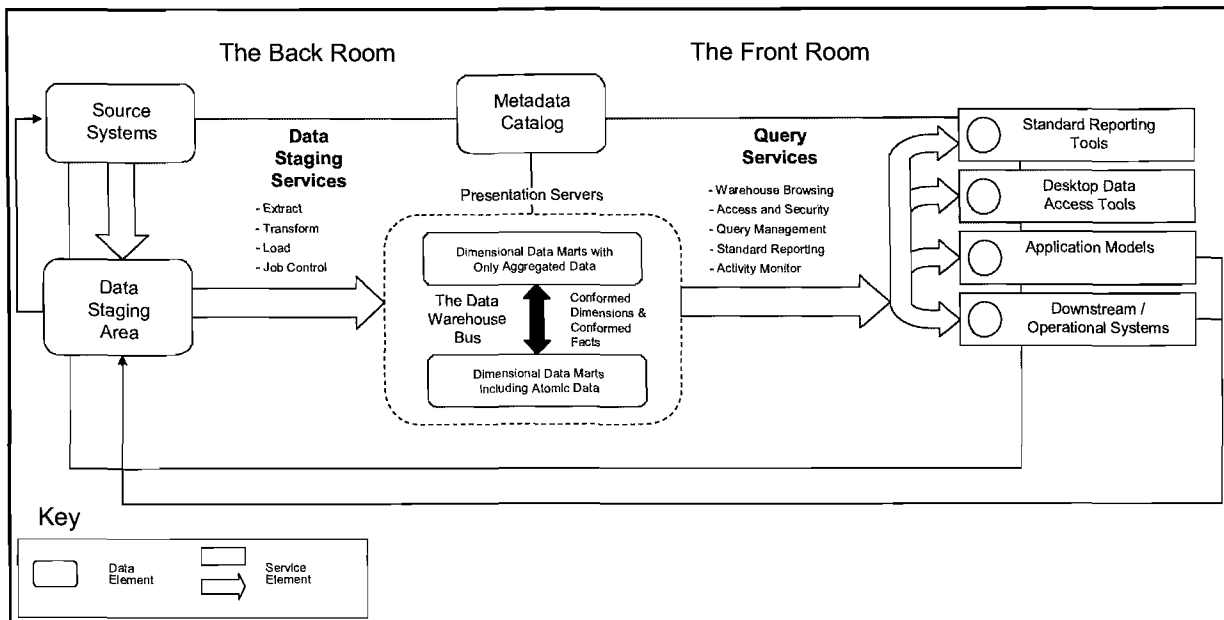 The Back Room
The Front Room
Source
Systems
Metadata
Catalog
Data
Staging
Services
- Extract
- Transform
- Load
- Job Control
Data
Staging
Area
Presentation Servers
Dimensional Data Marts with
Only Aggregated Data
The Data
Warehouse
Bus
Conformed
Dimensions &
Conformed
Facts
Dimensional Data Marts
Including Atomic Data
Query
Services
- Warehouse Browsing
- Access and Security
- Query Management
- Standard Reporting
- Activity Monitor
Standard Reporting
Tools
Desktop Data
Access Tools
Application Models
Downstream /
Operational Systems
Key
Data
Element
Service
Element